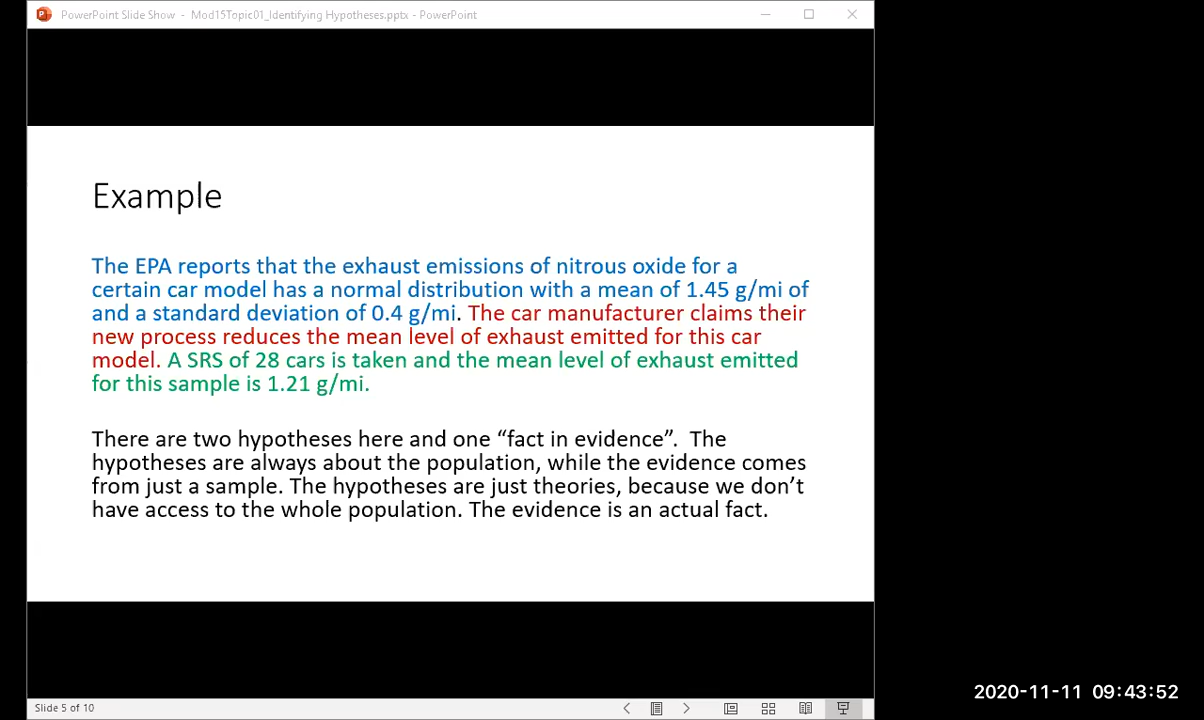 PowerPoint Slide Show - Mod15Topic01_Identifying Hypotheses.pptx - PowerPoint
Example
The EPA reports that the exhaust emissions of nitrous oxide for a
certain car model has a normal distribution with a mean of 1.45 g/mi of
and a standard deviation of 0.4 g/mi. The car manufacturer claims their
new process reduces the mean level of exhaust emitted for this car
model. A SRS of 28 cars is taken and the mean level of exhaust emitted
for this sample is 1.21 g/mi.
There are two hypotheses here and one “fact in evidence”. The
hypotheses are always about the population, while the evidence comes
from just a sample. The hypotheses are just theories, because we don’t
have access to the whole population. The evidence is an actual fact.
2020-11-11 09:43:52
Slide 5 of 10